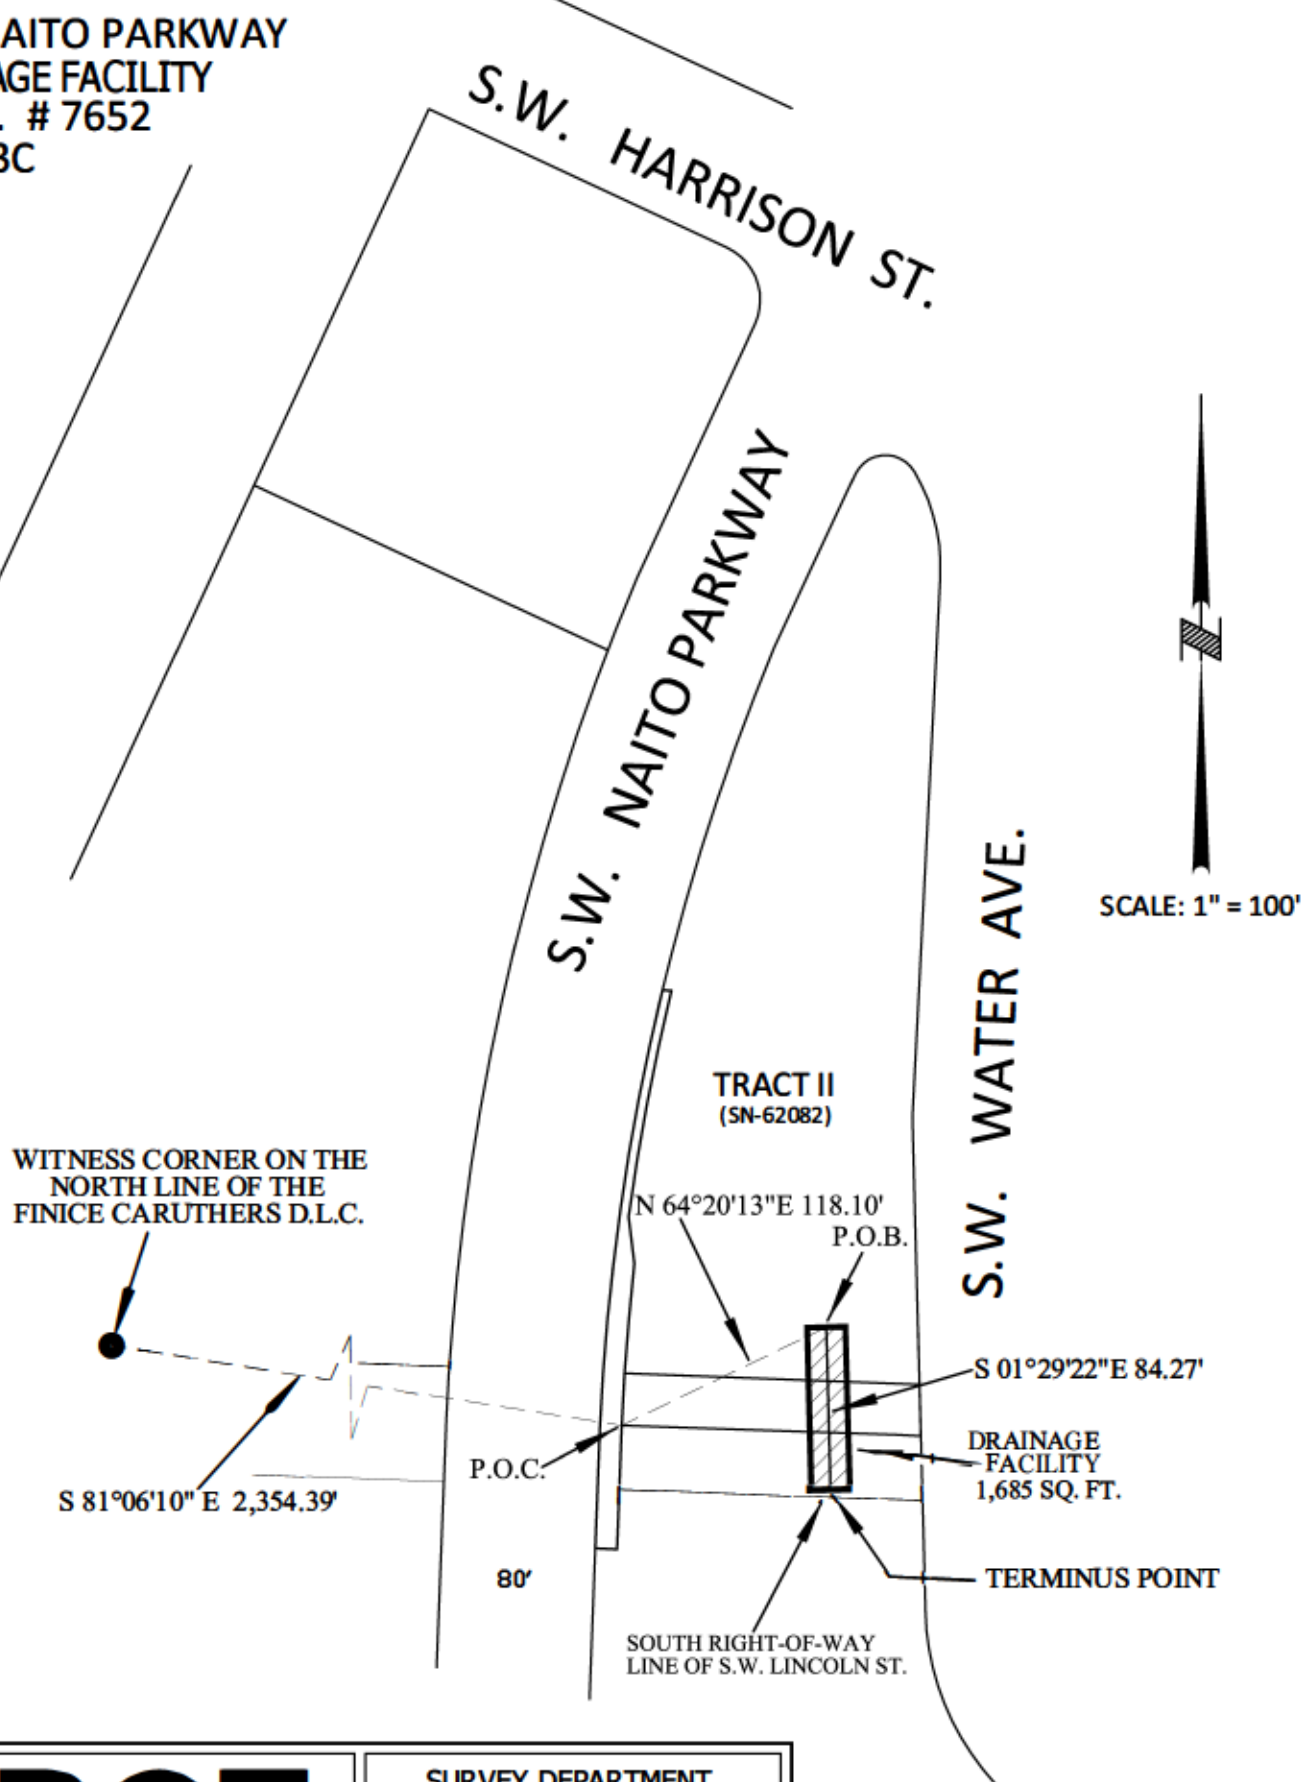 AITO PARKWAY
AGE FACILITY
. # 7652
BC
S.W. HARRISON ST.
S.W. NAITO PARKWAY
SCALE: 1" = 100'
S.W. WATER AVE.
TRACT II
(SN-62082)
WITNESS CORNER ON THE
NORTH LINE OF THE
FINICE CARUTHERS D.L.C.
N 64°20'13"E 118.10'
P.O.B.
S 01°29'22"E 84.27'
DRAINAGE
FACILITY
1,685 SQ. FT.
P.O.C.
S 81°06'10" E 2,354.39'
80'
TERMINUS POINT
SOUTH RIGHT-OF-WAY
LINE OF S.W. LINCOLN ST.
SURVEY DEPARTMENT